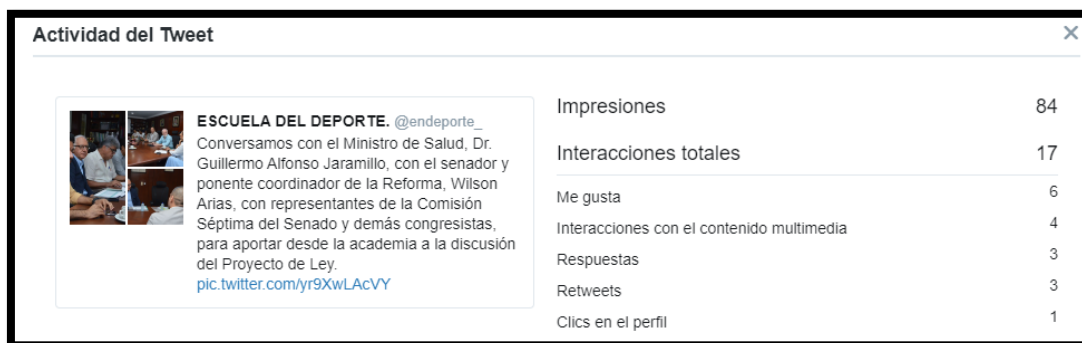 Actividad del Tweet
ESCUELA DEL DEPORTE. @endeporte_
Conversamos con el Ministro de Salud, Dr.
Guillermo Alfonso Jaramillo, con el senador y
ponente coordinador de la Reforma, Wilson
Arias, con representantes de la Comisión
Séptima del Senado y demás congresistas,
para aportar desde la academia a la discusión
del Proyecto de Ley.
pic.twitter.com/yr9XwLAcVY
Impresiones 84
Interacciones totales 17
Me gusta 6
Interacciones con el contenido multimedia 4
Respuestas 3
Retweets 3
Clics en el perfil 1